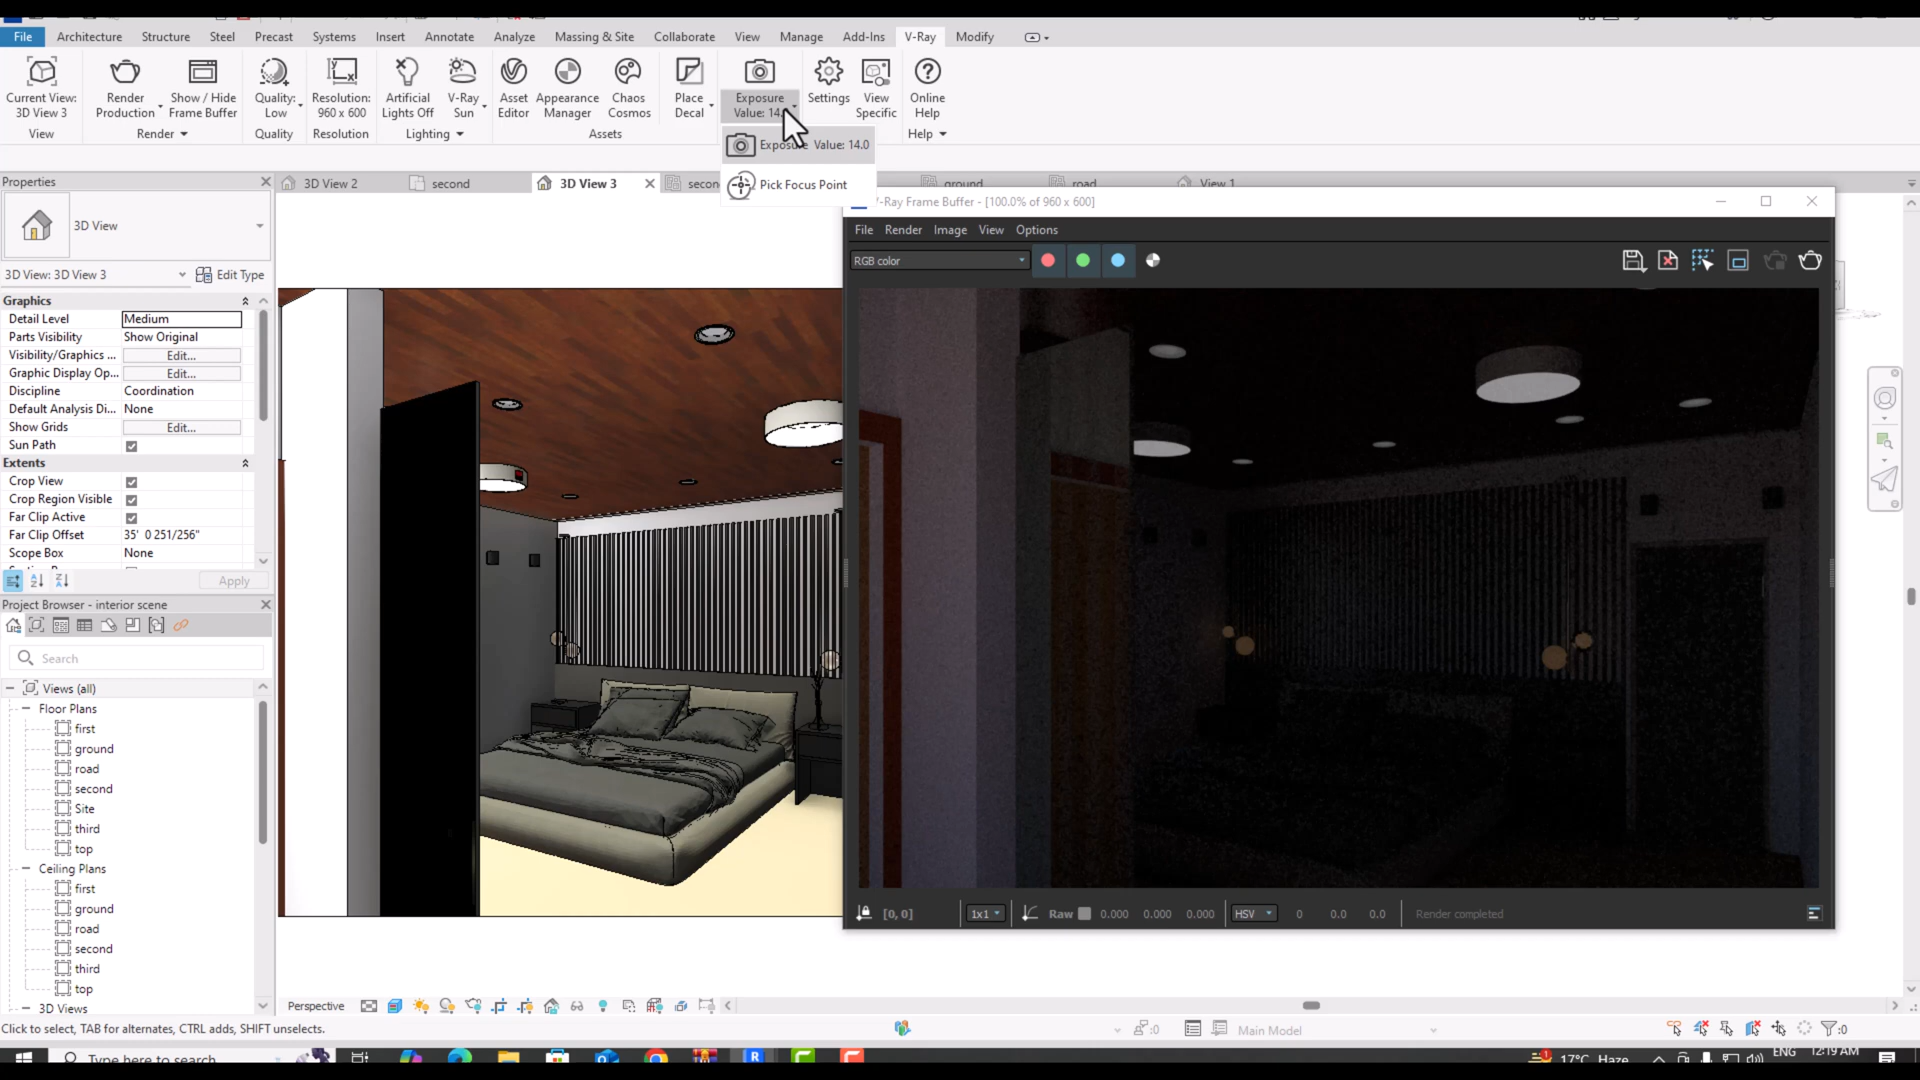 File Architecture Structure Steel Precast Systems Insert Annotate Analyze Massing & Site Collaborate View Manage Add-Ins V-Ray Modify
Current View: Render Show / Hide Quality: Resolution: Artificial V-Ray Asset Appearance Chaos Place Exposure Settings View Online
3D View 3 Production Frame Buffer Low 960 x 600 Lights Off Sun Editor Manager Cosmos Decal Value: 14. Specific Help
View Render Quality Resolution Lighting Assets Help
Exposure Value: 14.0
Pick Focus Point
Properties
3D View 2 second 3D View 3 ground road View 1
3D View
3D View: 3D View 3 Edit Type
Graphics
Detail Level Medium
Parts Visibility Show Original
Visibility/Graphics ... Edit...
Graphic Display Op... Edit...
Discipline Coordination
Default Analysis Di... None
Show Grids Edit...
Sun Path
Extents
Crop View
Crop Region Visible
Far Clip Active
Far Clip Offset 35' 0 251/256"
Scope Box None
Apply
Project Browser - interior scene
Search
Views (all)
Floor Plans
first
ground
road
second
Site
third
top
Ceiling Plans
first
ground
road
second
third
top
3D Views
V-Ray Frame Buffer - [100.0% of 960 x 600]
File Render Image View Options
RGB color
[0, 0] 1x1 Raw 0.000 0.000 0.000 HSV 0 0.0 0.0 Render completed
Perspective
Click to select, TAB for alternates, CTRL adds, SHIFT unselects.
:0 Main Model :0
Type here to search 17°C Haze ENG 12:19 AM